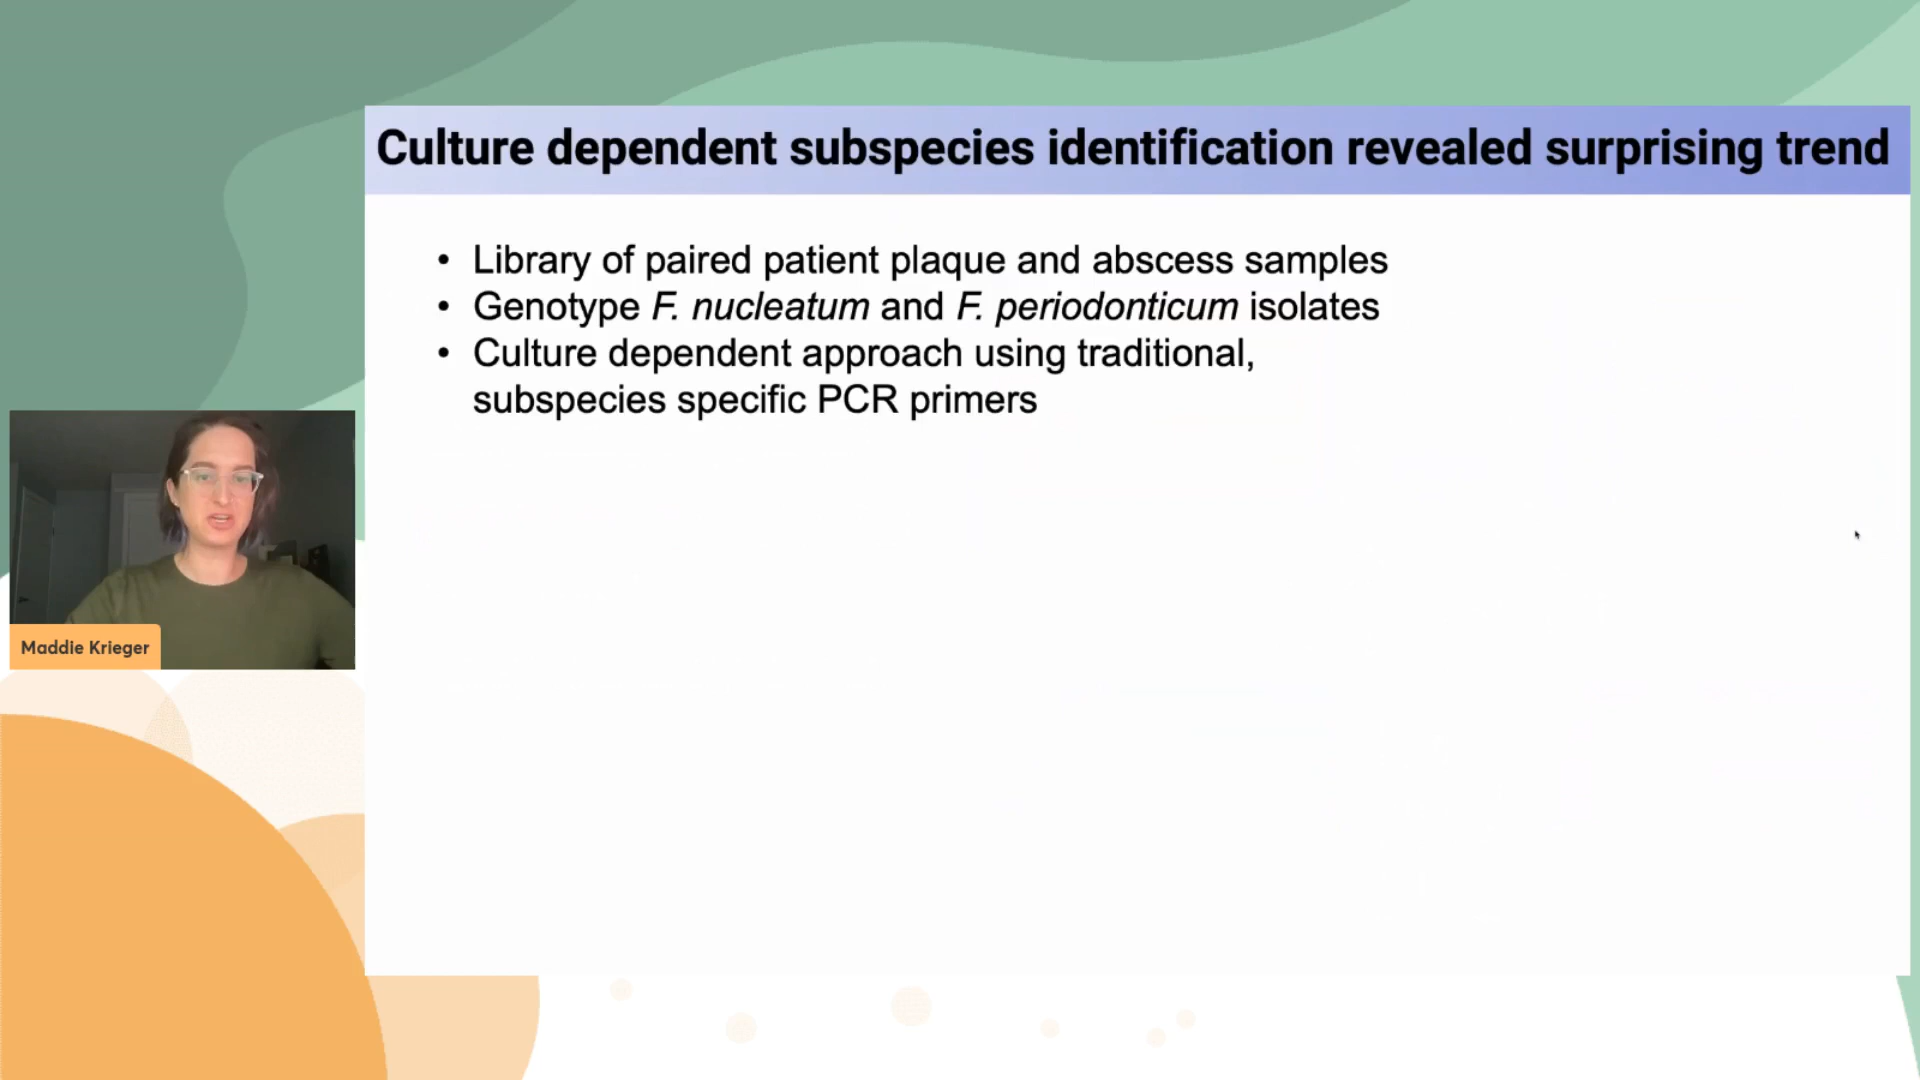 Culture dependent subspecies identification revealed surprising trend
• Library of paired patient plaque and abscess samples
• Genotype F. nucleatum and F. periodonticum isolates
• Culture dependent approach using traditional,
subspecies specific PCR primers
Maddie Krieger